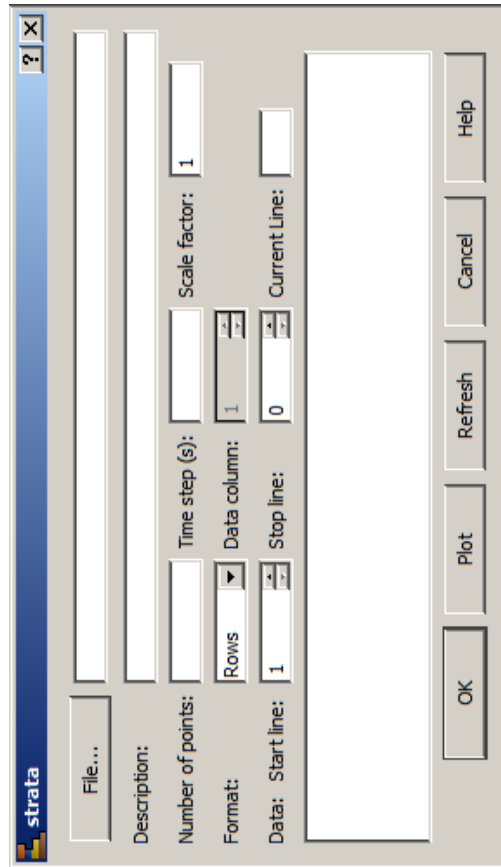 strata
File...
Description:
Number of points: Time step (s): Scale factor: 1
Format: Rows Data column: 1
Data: Start line: 1 Stop line: 0 Current Line:
OK Plot Refresh Cancel Help